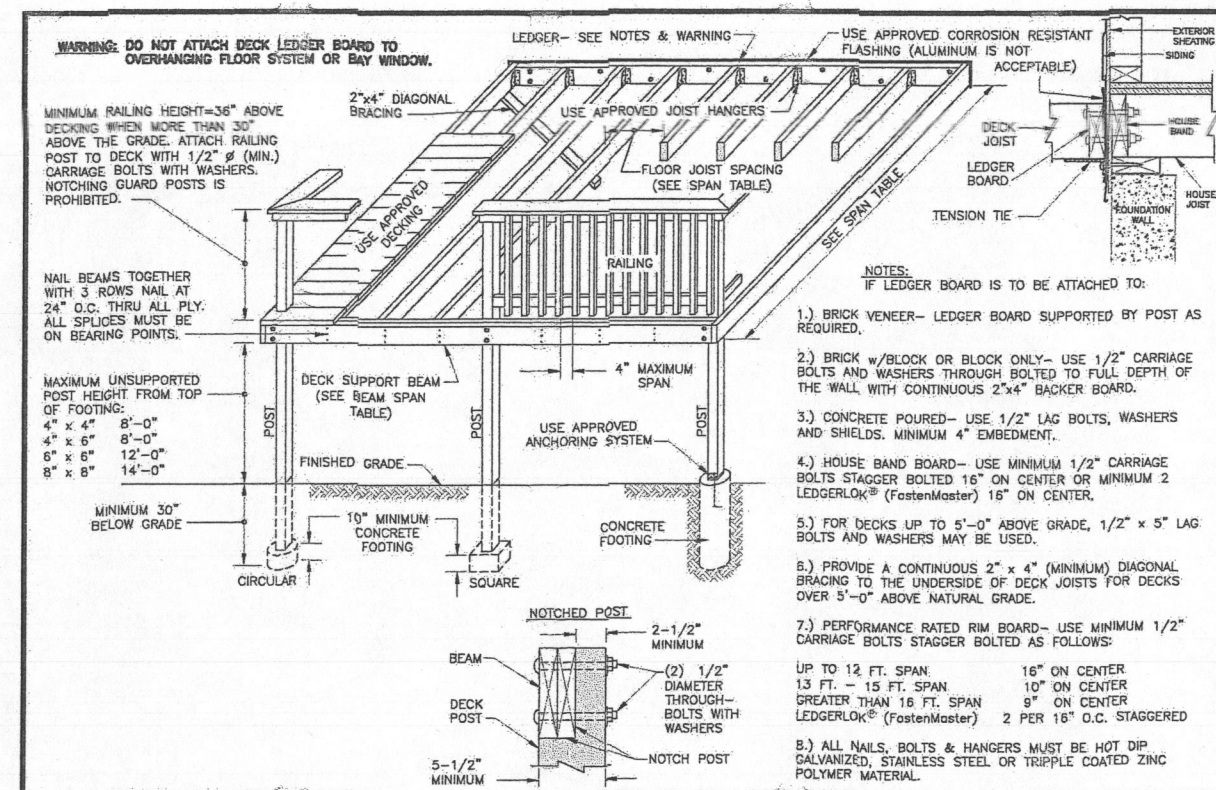 WARNING: DO NOT ATTACH DECK LEDGER BOARD TO
OVERHANGING FLOOR SYSTEM OR BAY WINDOW.
LEDGER- SEE NOTES & WARNING
USE APPROVED CORROSION RESISTANT
FLASHING (ALUMINUM IS NOT
ACCEPTABLE)
EXTERIOR
SHEATING
SIDING
MINIMUM RAILING HEIGHT=36" ABOVE
DECKING WHEN MORE THAN 30"
ABOVE THE GRADE. ATTACH RAILING
POST TO DECK WITH 1/2" Ø (MIN.)
CARRIAGE BOLTS WITH WASHERS.
NOTCHING GUARD POSTS IS
PROHIBITED.
2"x4" DIAGONAL
BRACING
USE APPROVED JOIST HANGERS
FLOOR JOIST SPACING
(SEE SPAN TABLE)
DECK
JOIST
LEDGER
BOARD
TENSION TIE
HOUSE
BAND
HOUSE
JOIST
FOUNDATION
WALL
USE APPROVED
DECKING
SEE SPAN TABLE
RAILING
NAIL BEAMS TOGETHER
WITH 3 ROWS NAIL AT
24" O.C. THRU ALL PLY.
ALL SPLICES MUST BE
ON BEARING POINTS.
MAXIMUM UNSUPPORTED
POST HEIGHT FROM TOP
OF FOOTING:
4" x 4" 8'-0"
4" x 6" 8'-0"
6" x 6" 12'-0"
8" x 8" 14'-0"
POST
DECK SUPPORT BEAM
(SEE BEAM SPAN
TABLE)
POST
4" MAXIMUM
SPAN
USE APPROVED
ANCHORING SYSTEM
POST
FINISHED GRADE
MINIMUM 30"
BELOW GRADE
10" MINIMUM
CONCRETE
FOOTING
CONCRETE
FOOTING
CIRCULAR
SQUARE
NOTCHED POST
2-1/2"
MINIMUM
BEAM
(2) 1/2"
DIAMETER
THROUGH-
BOLTS WITH
WASHERS
DECK
POST
NOTCH POST
5-1/2"
MINIMUM
NOTES:
IF LEDGER BOARD IS TO BE ATTACHED TO:
1.) BRICK VENEER- LEDGER BOARD SUPPORTED BY POST AS
REQUIRED.
2.) BRICK w/BLOCK OR BLOCK ONLY- USE 1/2" CARRIAGE
BOLTS AND WASHERS THROUGH BOLTED TO FULL DEPTH OF
THE WALL WITH CONTINUOUS 2"x4" BACKER BOARD.
3.) CONCRETE POURED- USE 1/2" LAG BOLTS, WASHERS
AND SHIELDS. MINIMUM 4" EMBEDMENT.
4.) HOUSE BAND BOARD- USE MINIMUM 1/2" CARRIAGE
BOLTS STAGGER BOLTED 16" ON CENTER OR MINIMUM 2
LEDGERLOK® (FastenMaster) 16" ON CENTER.
5.) FOR DECKS UP TO 5'-0" ABOVE GRADE, 1/2" x 5" LAG
BOLTS AND WASHERS MAY BE USED.
6.) PROVIDE A CONTINUOUS 2" x 4" (MINIMUM) DIAGONAL
BRACING TO THE UNDERSIDE OF DECK JOISTS FOR DECKS
OVER 5'-0" ABOVE NATURAL GRADE.
7.) PERFORMANCE RATED RIM BOARD- USE MINIMUM 1/2"
CARRIAGE BOLTS STAGGER BOLTED AS FOLLOWS:
UP TO 12 FT. SPAN 16" ON CENTER
13 FT. - 15 FT. SPAN 10" ON CENTER
GREATER THAN 16 FT. SPAN 9" ON CENTER
LEDGERLOK® (FastenMaster) 2 PER 16" O.C. STAGGERED
8.) ALL NAILS, BOLTS & HANGERS MUST BE HOT DIP
GALVANIZED, STAINLESS STEEL OR TRIPPLE COATED ZINC
POLYMER MATERIAL.